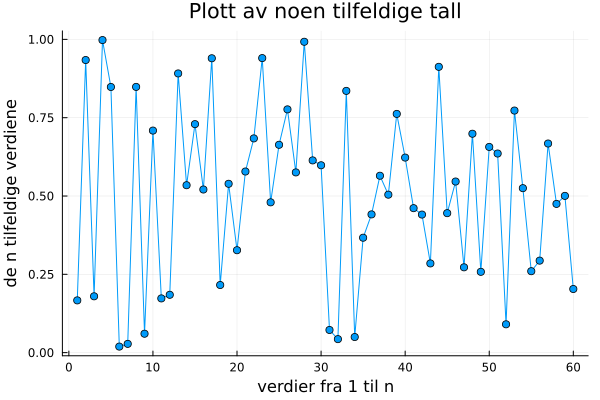 Plott av noen tilfeldige tall
de n tilfeldige verdiene
1.00
0.75
0.50
0.25
0.00
0 10 20 30 40 50 60
verdier fra 1 til n